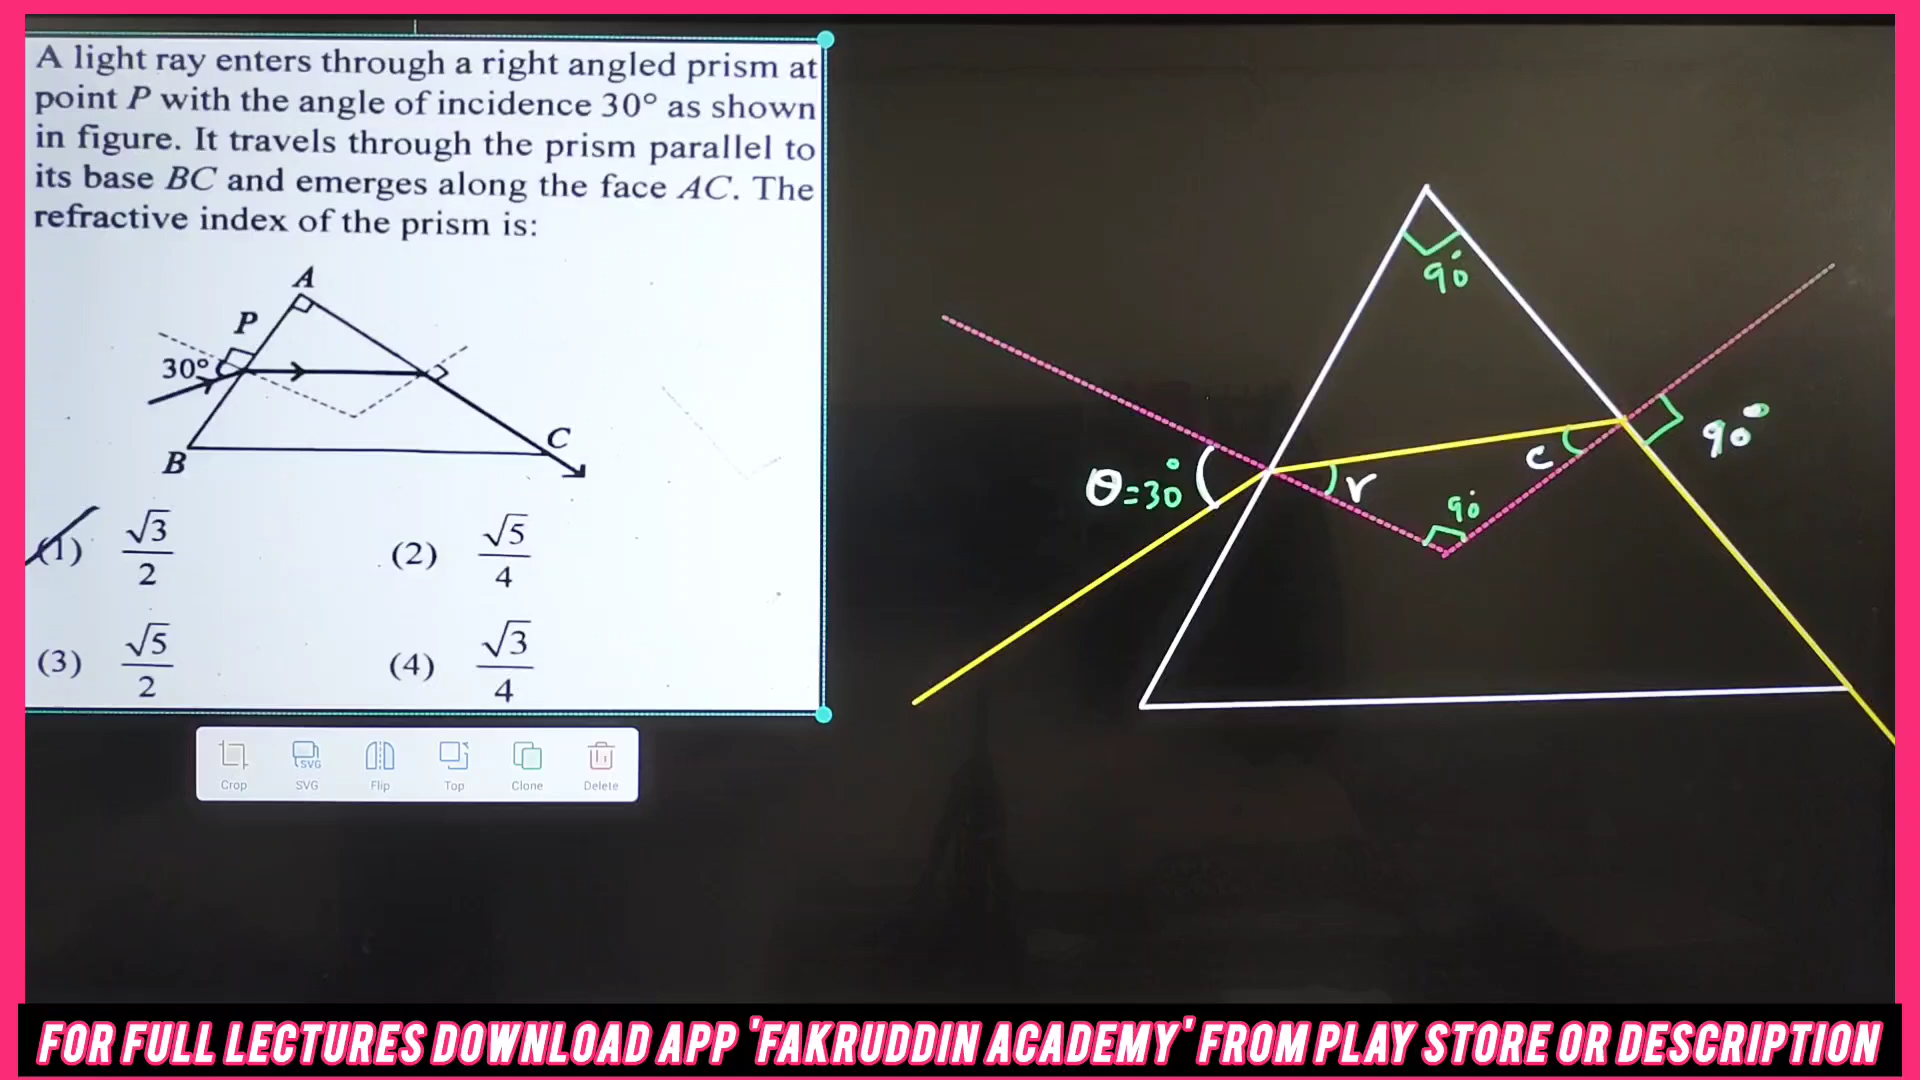 A light ray enters through a right angled prism at
point P with the angle of incidence 30° as shown
in figure. It travels through the prism parallel to
its base BC and emerges along the face AC. The
refractive index of the prism is:
A
P
30°
B
C
(1) √3/2
(2) √5/4
(3) √5/2
(4) √3/4
Crop
SVG
SVG
Flip
Top
Clone
Delete
90°
θ=30°
r
c
90°
90°
FOR FULL LECTURES DOWNLOAD APP 'FAKRUDDIN ACADEMY' FROM PLAY STORE OR DESCRIPTION